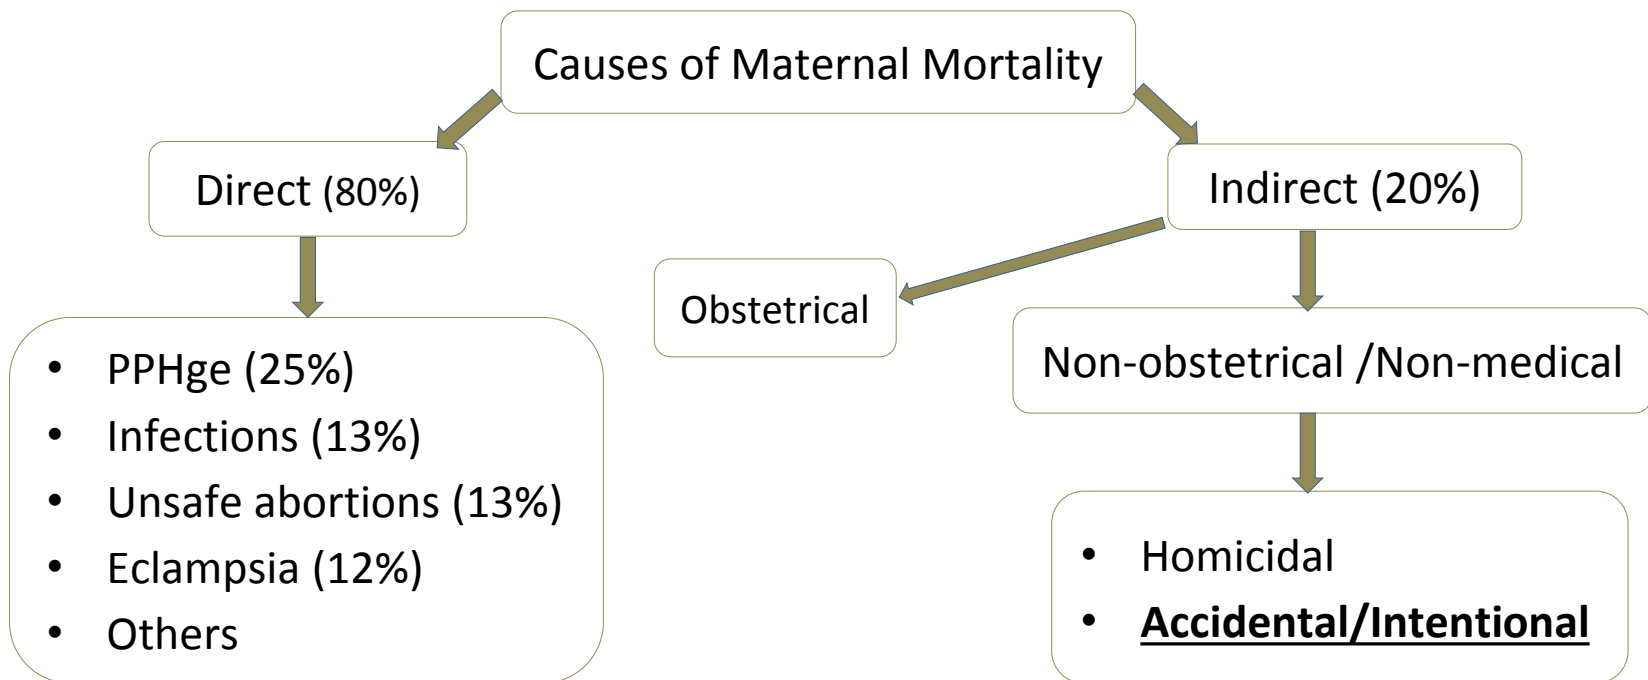 Causes of Maternal Mortality
Direct (80%)
Indirect (20%)
Obstetrical
Non-obstetrical /Non-medical
• PPHge (25%)
• Infections (13%)
• Unsafe abortions (13%)
• Eclampsia (12%)
• Others
• Homicidal
• Accidental/Intentional